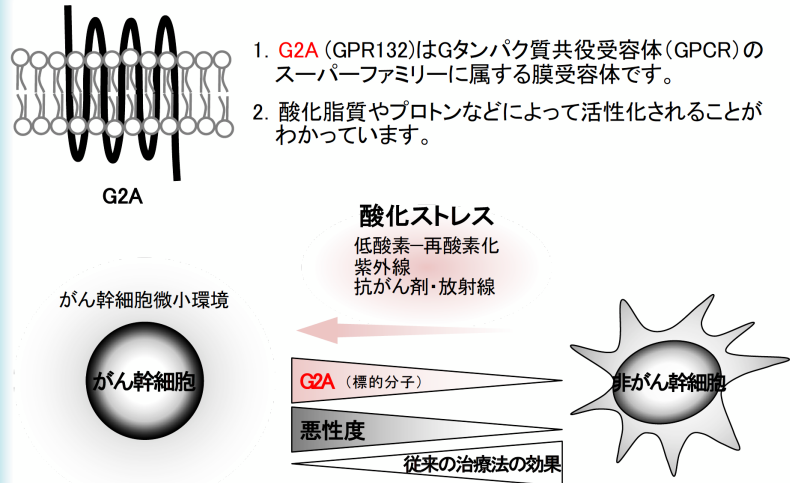 1. G2A (GPR132)はGタンパク質共役受容体(GPCR)の
スーパーファミリーに属する膜受容体です。
2. 酸化脂質やプロトンなどによって活性化されることが
わかっています。
G2A
酸化ストレス
低酸素―再酸素化
紫外線
抗がん剤・放射線
がん幹細胞微小環境
がん幹細胞
G2A （標的分子）
非がん幹細胞
悪性度
従来の治療法の効果